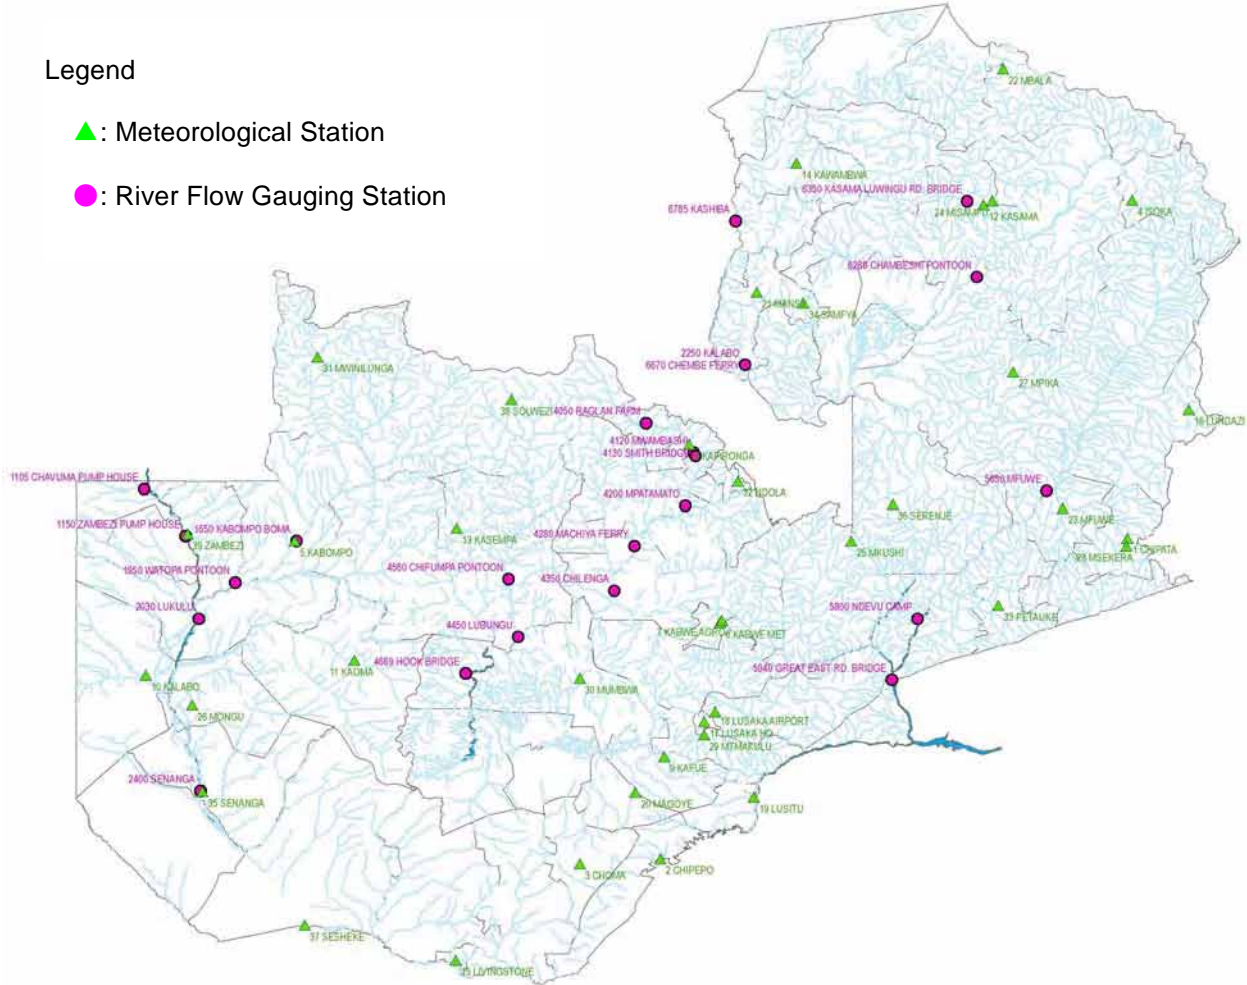 Legend
: Meteorological Station
: River Flow Gauging Station
22 MBALA
14 KAWAMBWA
6350 KASAMA LUWINGU RD. BRIDGE
24 MISAMFU
12 KASAMA
4 ISOKA
6785 KASHIBA
CHAMBESHI PONTOON
21 MANSA
34 SAMFYA
2250 KALABO
6670 CHEMBE FERRY
31 MWINILUNGA
27 MPIKA
38 SOLWEZI
4050 RAGLAN FARM
16 LUNDAZI
4120 MWAMBASHI
4130 SMITH BRIDGE
KAFIRONDA
1105 CHAVUMA PUMP HOUSE
32 NDOLA
5650 MFUWE
4200 MPATAMATO
36 SERENJE
23 MFUWE
1150 ZAMBEZI PUMP HOUSE
39 ZAMBEZI
1650 KABOMPO BOMA
5 KABOMPO
13 KASEMPA
4280 MACHIYA FERRY
25 MKUSHI
1 CHIPATA
28 MSEKERA
1950 WATOPA PONTOON
4560 CHIFUMPA PONTOON
4350 CHILENGA
33 PETAUKE
2030 LUKULU
5800 NDEVU CAMP
4450 LUBUNGU
7 KABWE AGRO
8 KABWE MET
11 KAOMA
4669 HOOK BRIDGE
10 KALABO
30 MUMBWA
5940 GREAT EAST RD. BRIDGE
26 MONGU
18 LUSAKA AIRPORT
17 LUSAKA HQ
29 MTMAKULU
9 KAFUE
2400 SENANGA
35 SENANGA
20 MAGOYE
19 LUSITU
3 CHOMA
2 CHIPEPO
37 SESHEKE
15 LIVINGSTONE